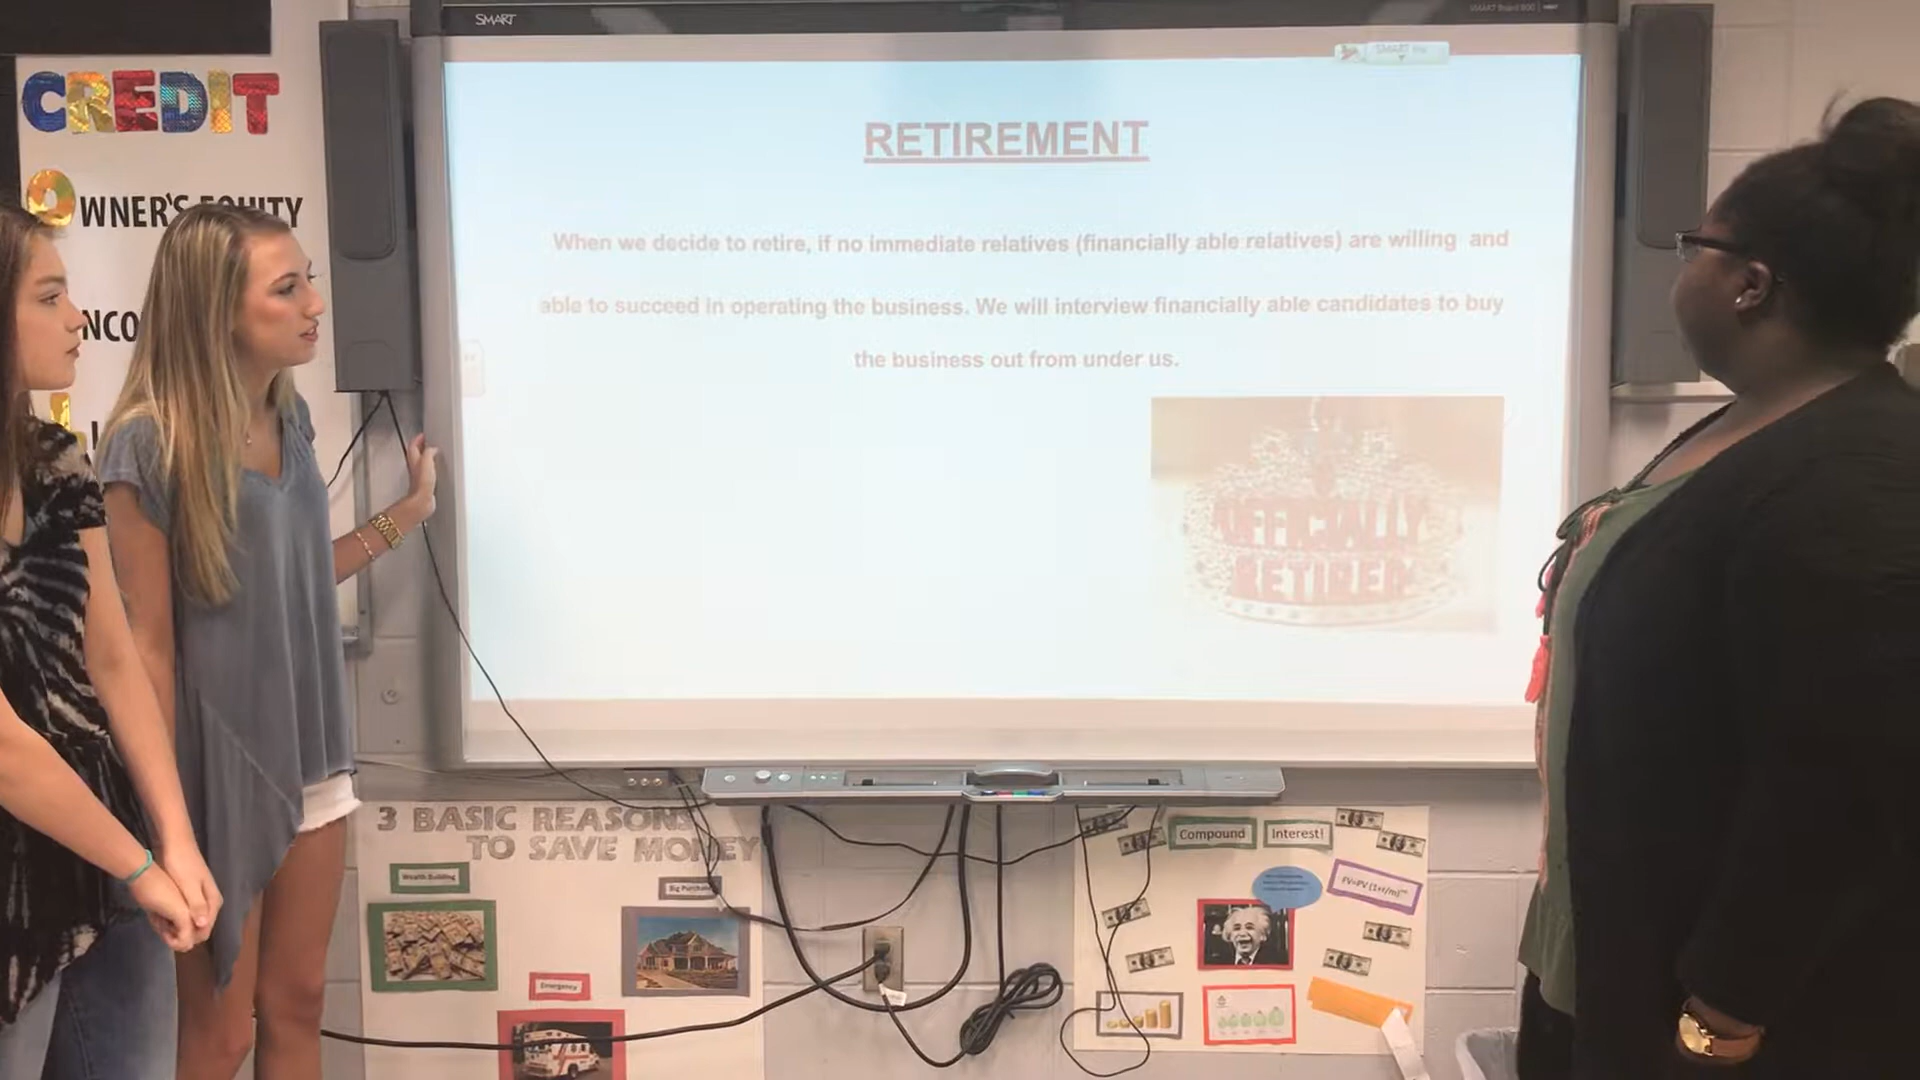 SMART
CREDIT
OWNER'S EQUITY
NCO
RETIREMENT
When we decide to retire, if no immediate relatives (financially able relatives) are willing and
able to succeed in operating the business. We will interview financially able candidates to buy
the business out from under us.
OFFICIALLY
RETIRED
3 BASIC REASONS
TO SAVE MONEY
Wealth Building
Big Purchase
Emergency
Compound
Interest!